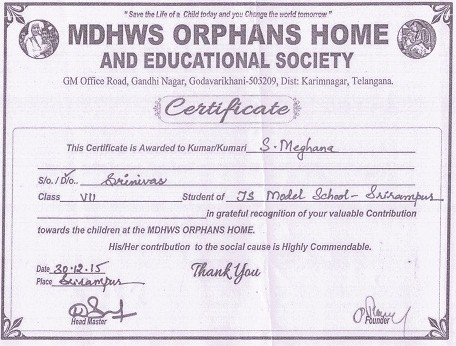 "Save the Life of a Child today and you Change the world tomorrow"
MDHWS ORPHANS HOME
AND EDUCATIONAL SOCIETY
GM Office Road, Gandhi Nagar, Godavarikhani-505209, Dist: Karimnagar, Telangana.
Certificate
This Certificate is Awarded to Kumar/Kumari S. Meghana
S/o. / D/o.. Srinivas
Class VII Student of TS Model School - Srirampur
in grateful recognition of your valuable Contribution
towards the children at the MDHWS ORPHANS HOME.
His/Her contribution to the social cause is Highly Commendable.
Date 30.12.15 Thank You
Place Srirampur
Head Master Founder